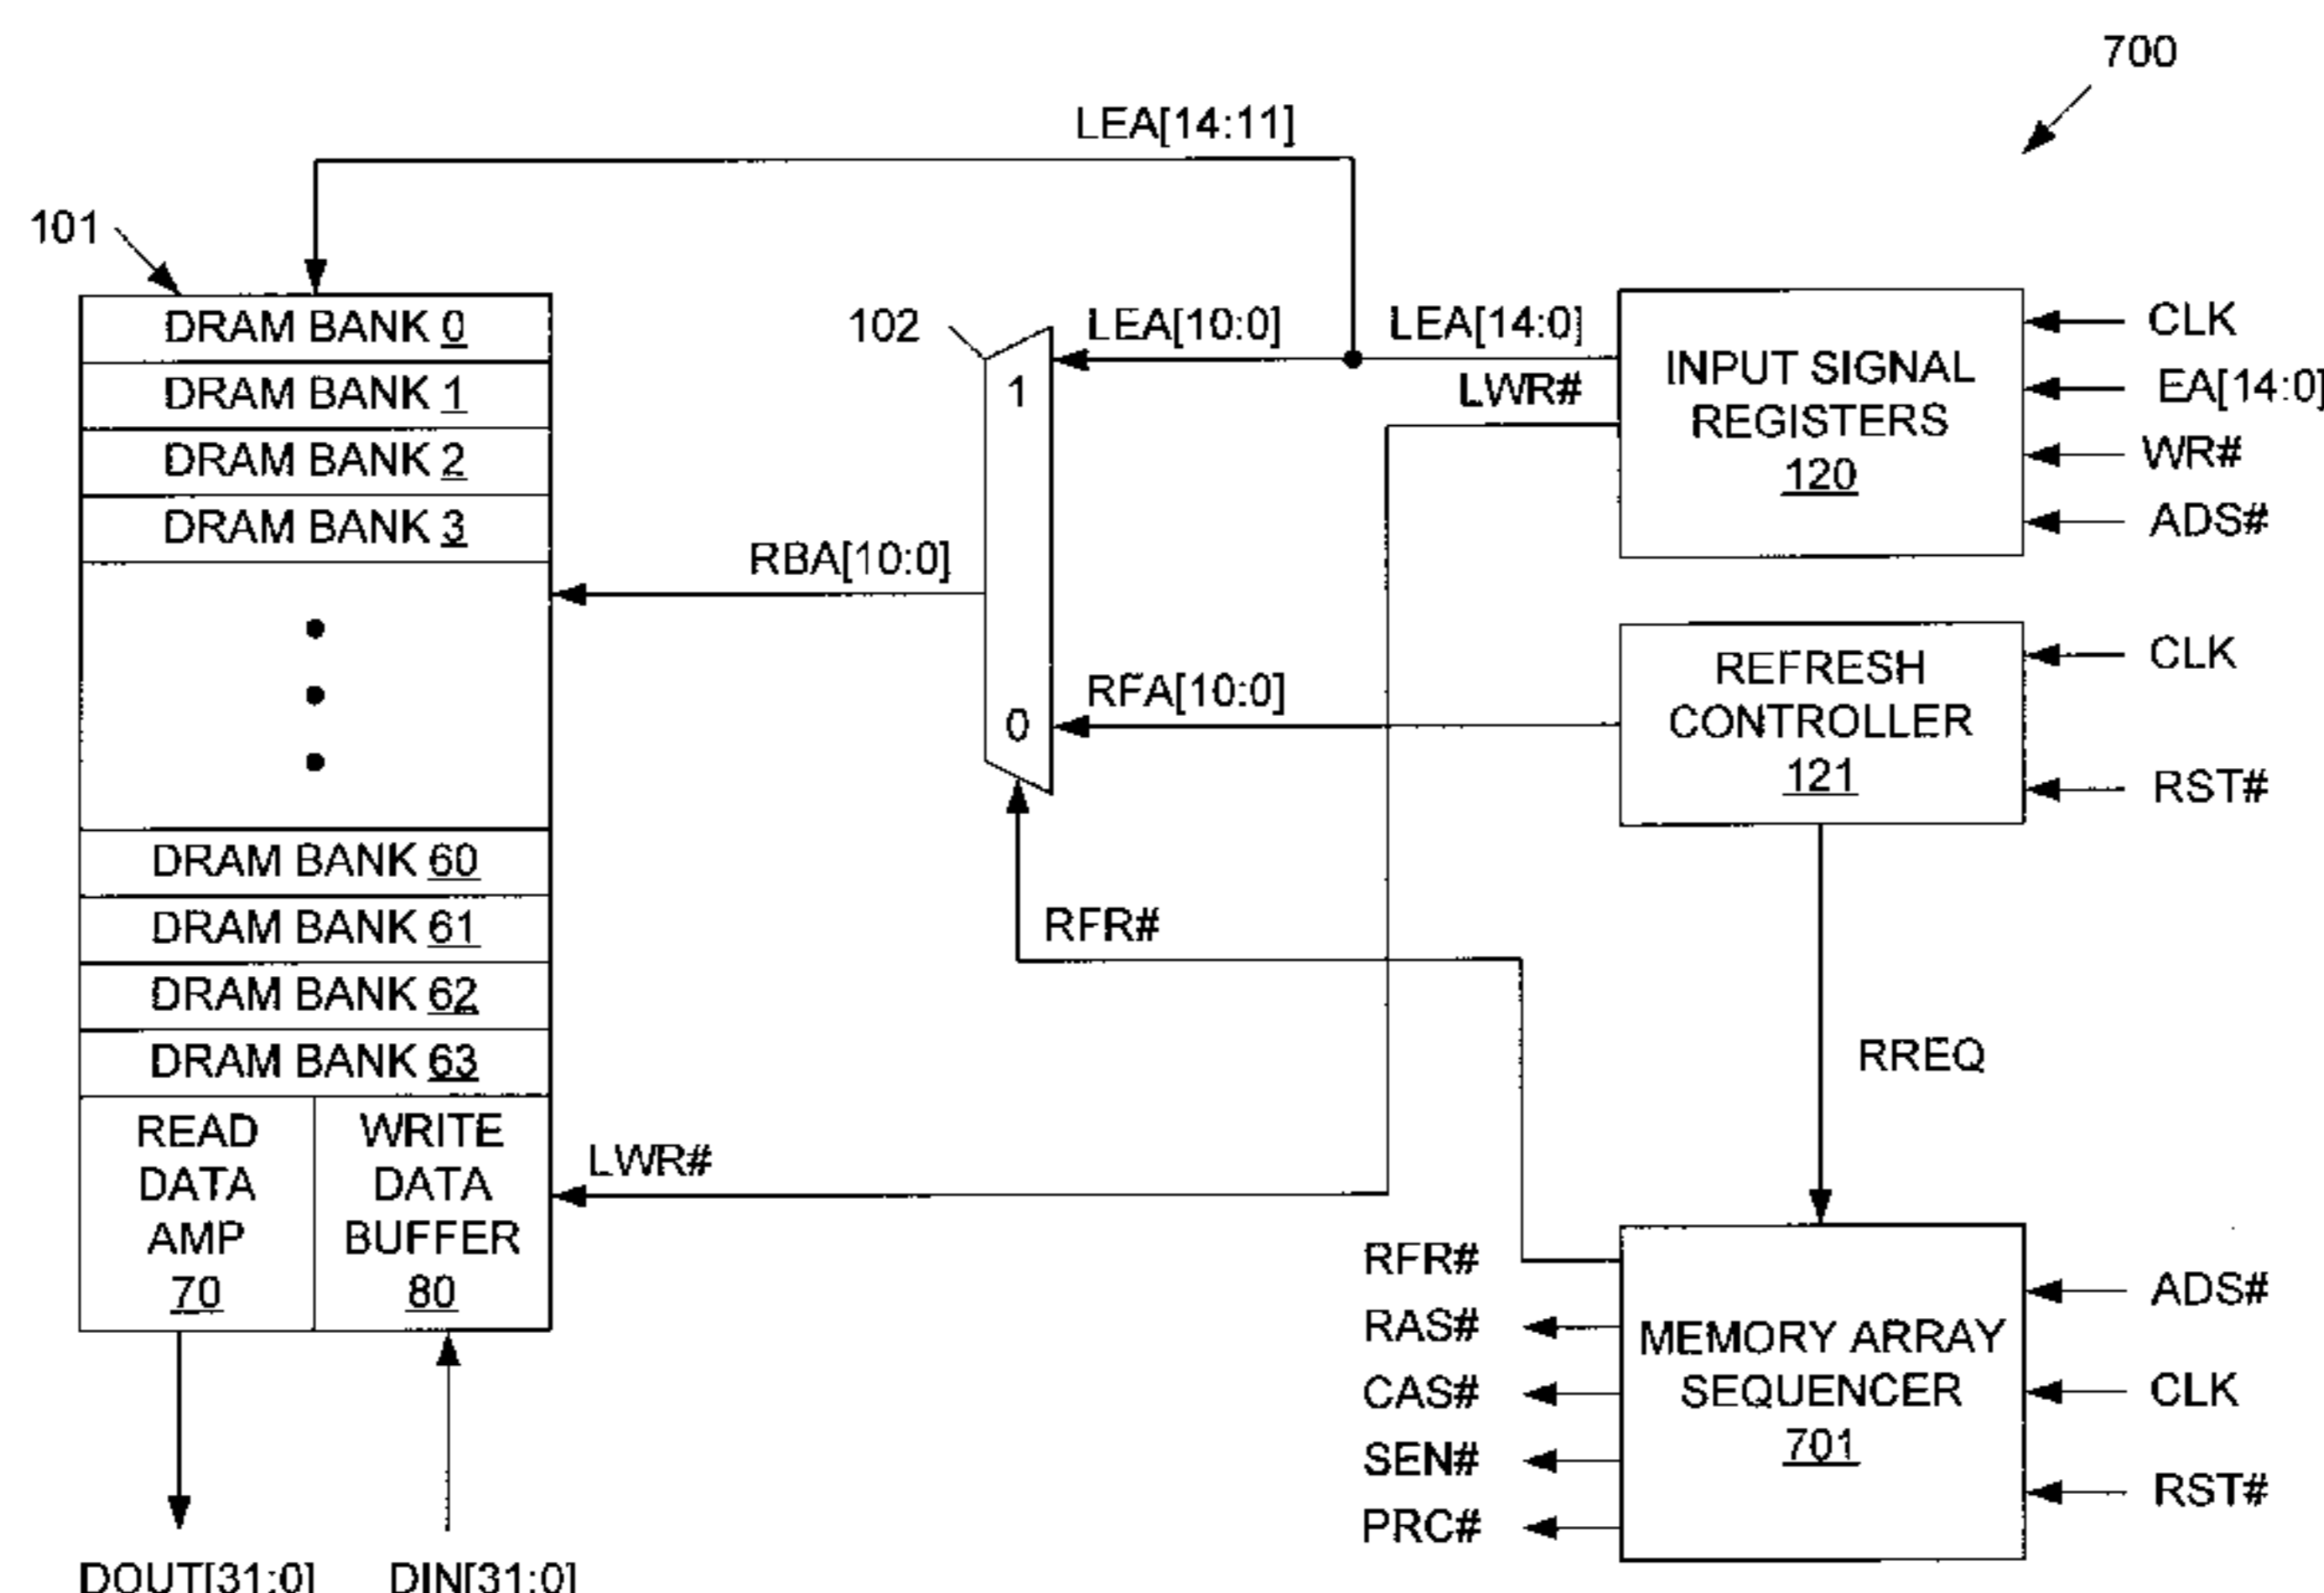 700
LEA[14:11]
101
DRAM BANK 0
DRAM BANK 1
DRAM BANK 2
DRAM BANK 3
DRAM BANK 60
DRAM BANK 61
DRAM BANK 62
DRAM BANK 63
READ
DATA
AMP
70
WRITE
DATA
BUFFER
80
DOUT[31:0]
DIN[31:0]
102
1
0
LEA[10:0]
LEA[14:0]
LWR#
RBA[10:0]
RFA[10:0]
RFR#
LWR#
INPUT SIGNAL
REGISTERS
120
CLK
EA[14:0]
WR#
ADS#
REFRESH
CONTROLLER
121
CLK
RST#
RREQ
RFR#
RAS#
CAS#
SEN#
PRC#
MEMORY ARRAY
SEQUENCER
701
ADS#
CLK
RST#